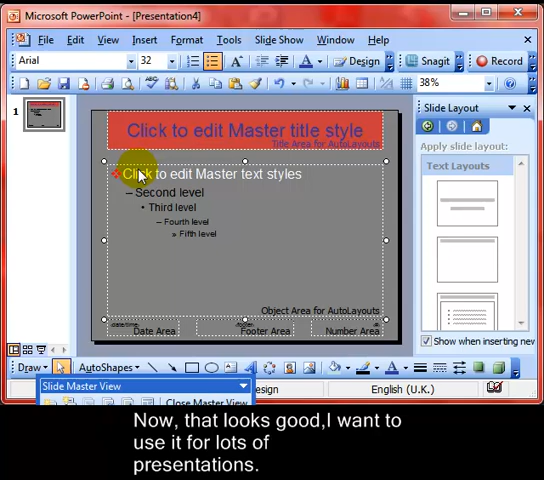 Microsoft PowerPoint - [Presentation4]
File Edit View Insert Format Tools Slide Show Window Help
Arial 32 B Design Snagit Record
38%
1
Slide Layout
Apply slide layout:
Text Layouts
Click to edit Master title style
Title Area for AutoLayouts
Click to edit Master text styles
– Second level
• Third level
– Fourth level
» Fifth level
Object Area for AutoLayouts
Date Area Footer Area Number Area
Show when inserting new
Draw AutoShapes
Slide Master View
esign English (U.K.)
Close Master View
Now, that looks good,I want to
use it for lots of
presentations.